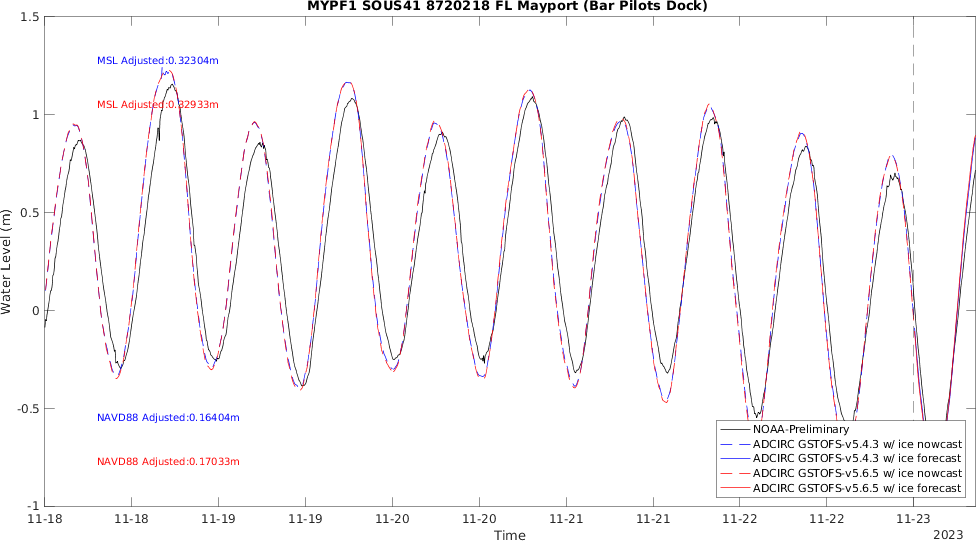 MYPF1 SOUS41 8720218 FL Mayport (Bar Pilots Dock)
1.5
MSL Adjusted:0.32304m
MSL Adjusted:0.32933m
1
0.5
Water Level (m)
0
-0.5
NAVD88 Adjusted:0.16404m
NAVD88 Adjusted:0.17033m
NOAA-Preliminary
ADCIRC GSTOFS-v5.4.3 w/ ice nowcast
ADCIRC GSTOFS-v5.4.3 w/ ice forecast
ADCIRC GSTOFS-v5.6.5 w/ ice nowcast
ADCIRC GSTOFS-v5.6.5 w/ ice forecast
-1
11-18 11-18 11-19 11-19 11-20 11-20 11-21 11-21 11-22 11-22 11-23
Time
2023